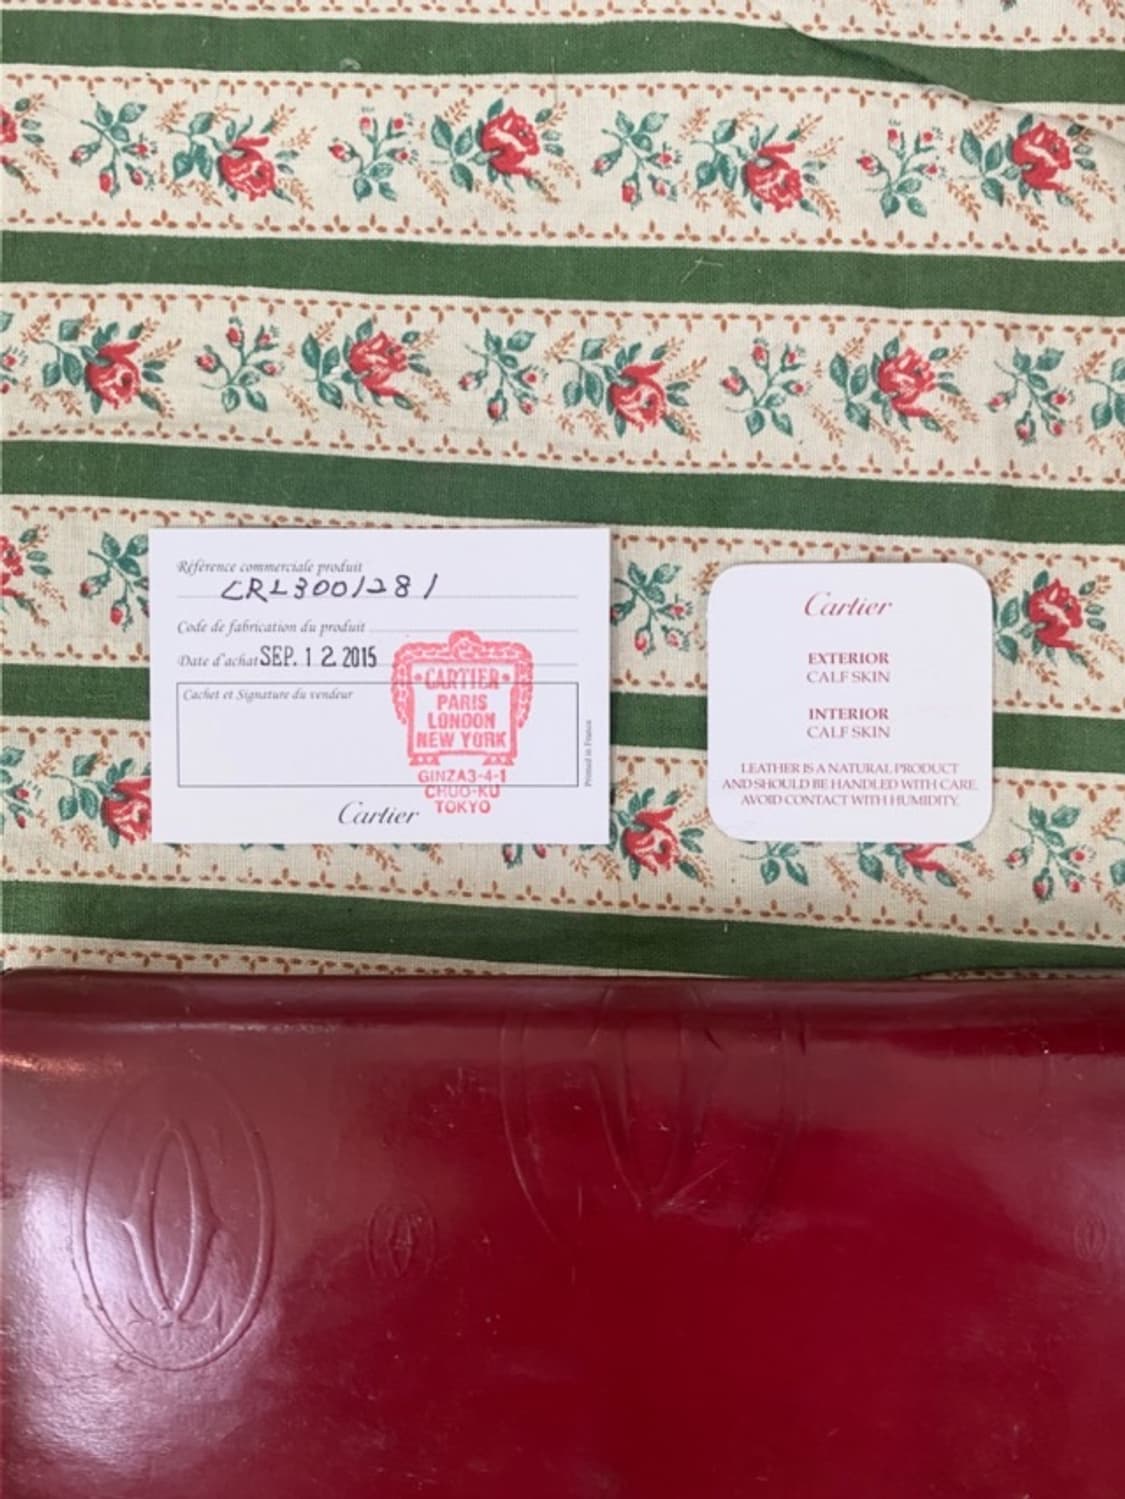 Référence commerciale produit
CRL3001281
Code de fabrication du produit
Date d'achat SEP. 12 2015
Cachet et Signature du vendeur
CARTIER
PARIS
LONDON
NEW YORK
GINZA3-4-1
CHUO-KU
TOKYO
Cartier
Printed in France
Cartier
EXTERIOR
CALF SKIN
INTERIOR
CALF SKIN
LEATHER IS A NATURAL PRODUCT
AND SHOULD BE HANDLED WITH CARE.
AVOID CONTACT WITH HUMIDITY.